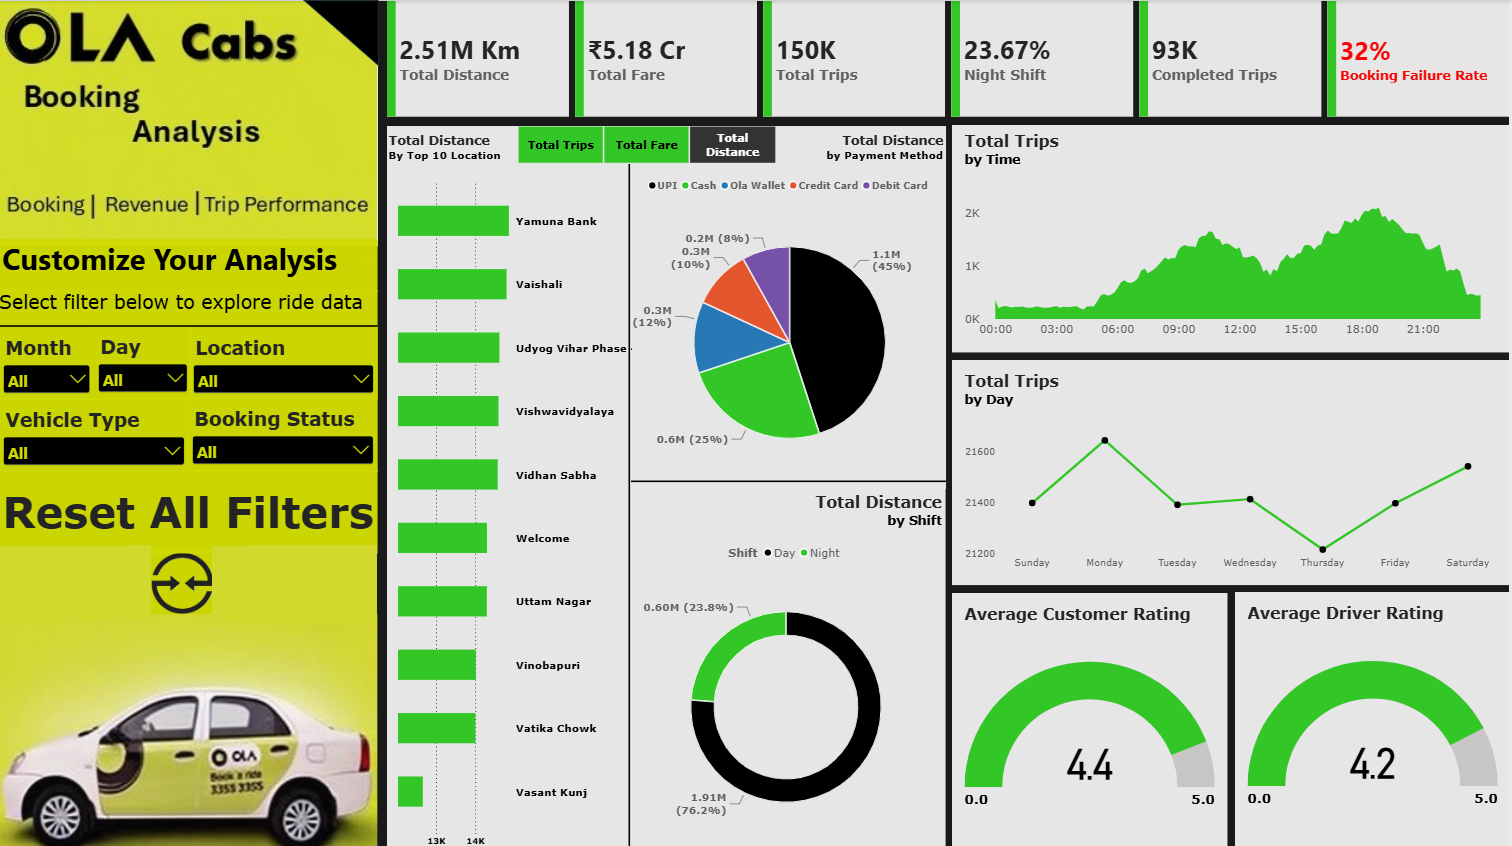 OLA Cabs
Booking
Analysis
Booking | Revenue | Trip Performance
Customize Your Analysis
Select filter below to explore ride data
Month
All
Day
All
Location
All
Vehicle Type
All
Booking Status
All
Reset All Filters
OLA
Book a ride
3355 3355
2.51M Km
Total Distance
₹5.18 Cr
Total Fare
150K
Total Trips
23.67%
Night Shift
93K
Completed Trips
32%
Booking Failure Rate
Total Distance
By Top 10 Location
Total Trips
Total Fare
Total
Distance
Yamuna Bank
Vaishali
Udyog Vihar Phase
Vishwavidyalaya
Vidhan Sabha
Welcome
Uttam Nagar
Vinobapuri
Vatika Chowk
Vasant Kunj
13K 14K
Total Distance
by Payment Method
UPI Cash Ola Wallet Credit Card Debit Card
0.2M (8%)
0.3M
(10%)
1.1M
(45%)
0.3M
(12%)
0.6M (25%)
Total Distance
by Shift
Shift Day Night
0.60M (23.8%)
1.91M
(76.2%)
Total Trips
by Time
2K
1K
0K
00:00 03:00 06:00 09:00 12:00 15:00 18:00 21:00
Total Trips
by Day
21600
21400
21200
Sunday Monday Tuesday Wednesday Thursday Friday Saturday
Average Customer Rating
4.4
0.0 5.0
Average Driver Rating
4.2
0.0 5.0